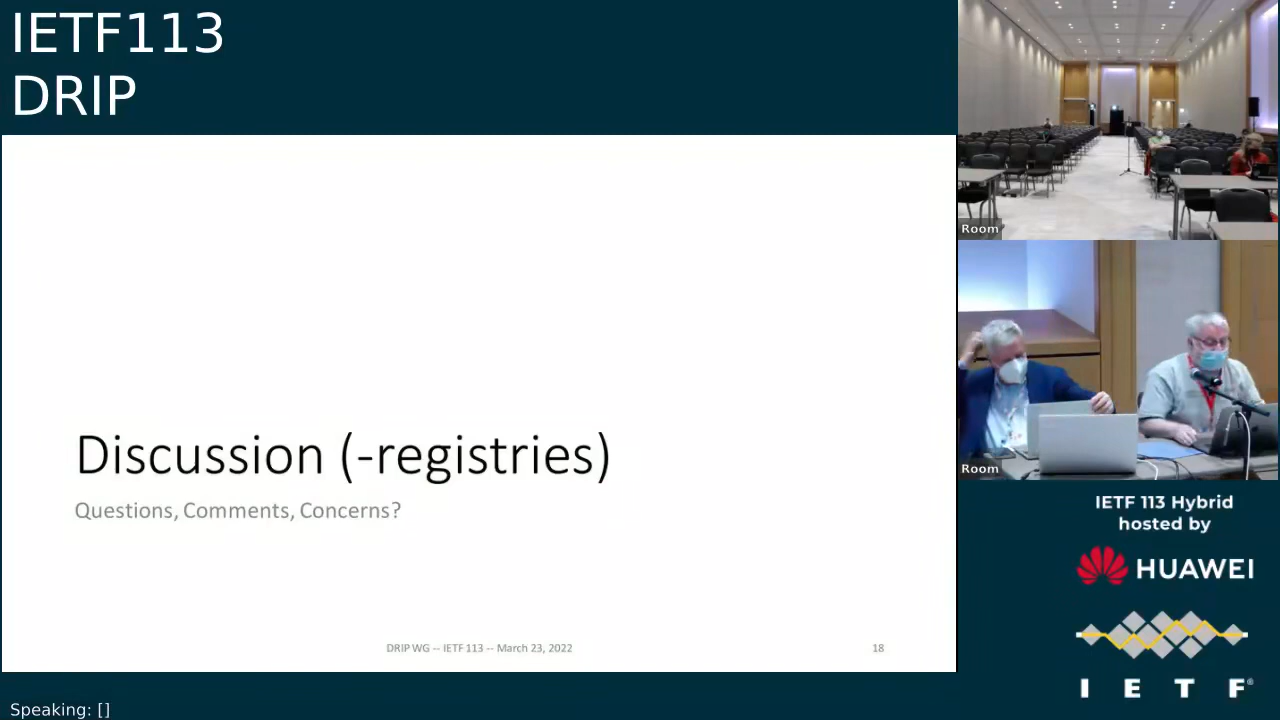 IETF113
DRIP
Discussion (-registries)
Questions, Comments, Concerns?
DRIP WG -- IETF 113 -- March 23, 2022
18
Room
Room
IETF 113 Hybrid
hosted by
HUAWEI
I E T F®
Speaking: []